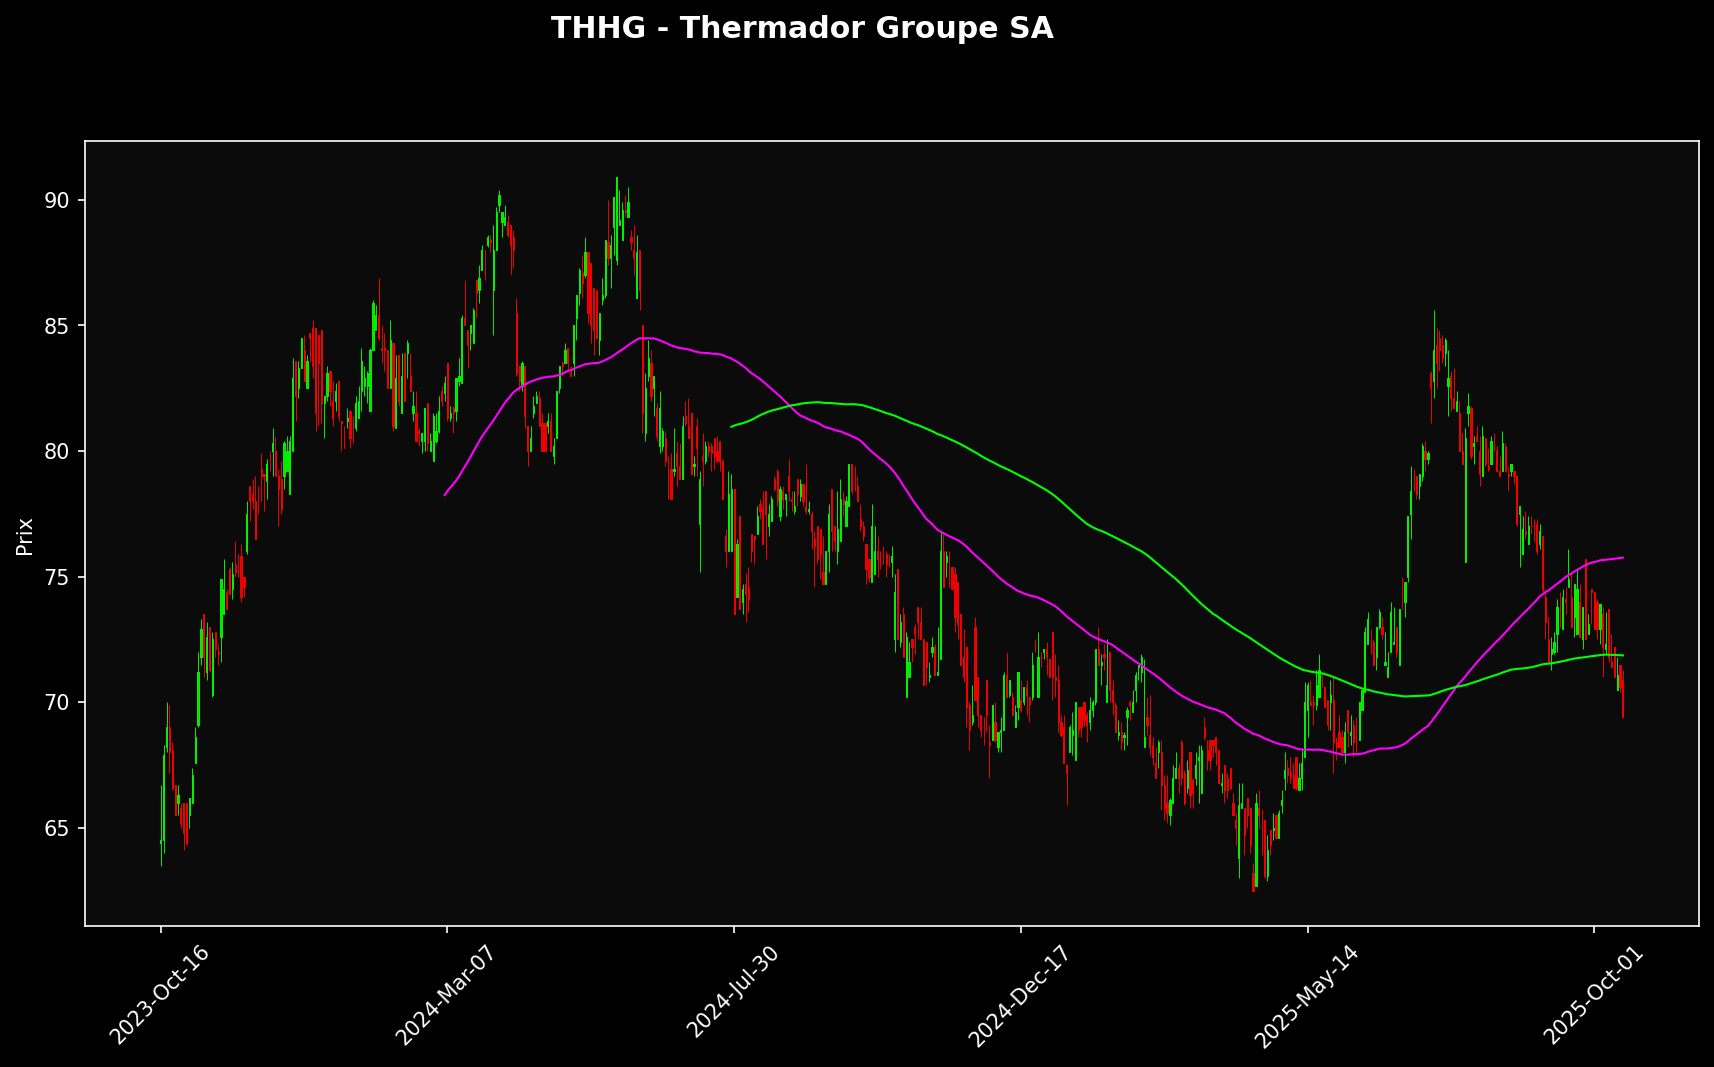 THHG - Thermador Groupe SA
Prix
90
85
80
75
70
65
2023-Oct-16
2024-Mar-07
2024-Jul-30
2024-Dec-17
2025-May-14
2025-Oct-01